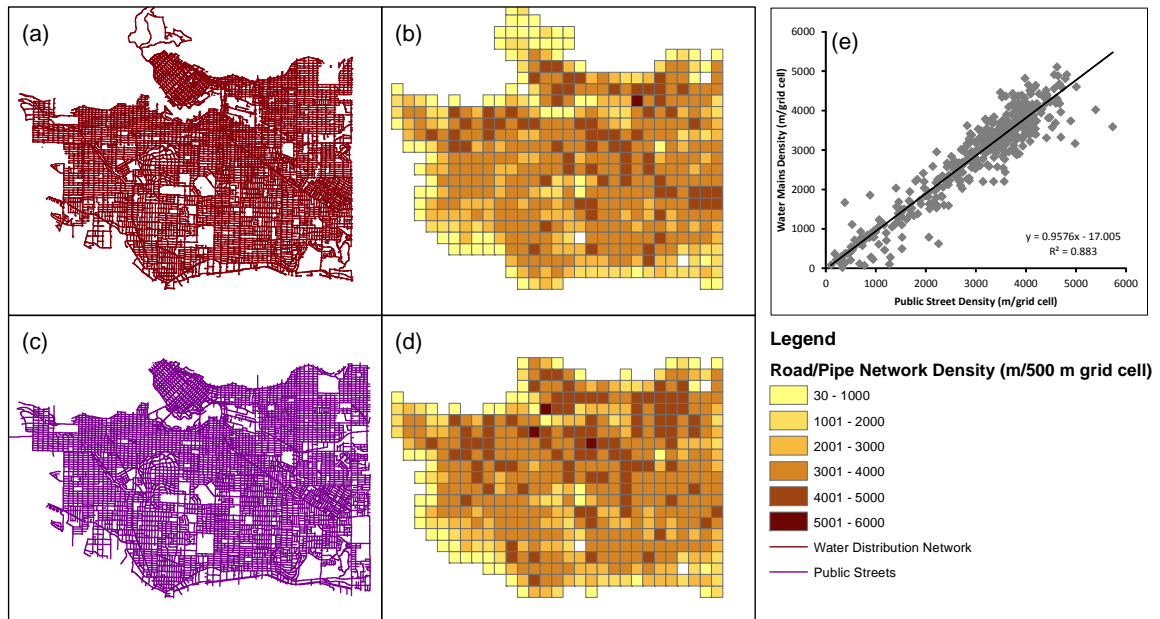 (a)
(b)
(c)
(d)
(e)
6000
5000
4000
3000
2000
1000
0
Water Mains Density (m/grid cell)
y = 0.9576x - 17.005
R² = 0.883
0 1000 2000 3000 4000 5000 6000
Public Street Density (m/grid cell)
Legend
Road/Pipe Network Density (m/500 m grid cell)
30 - 1000
1001 - 2000
2001 - 3000
3001 - 4000
4001 - 5000
5001 - 6000
Water Distribution Network
Public Streets